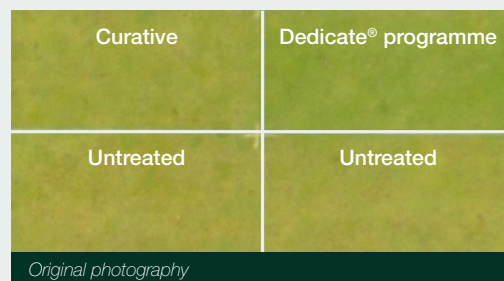 Curative
Dedicate® programme
Untreated
Untreated
Original photography